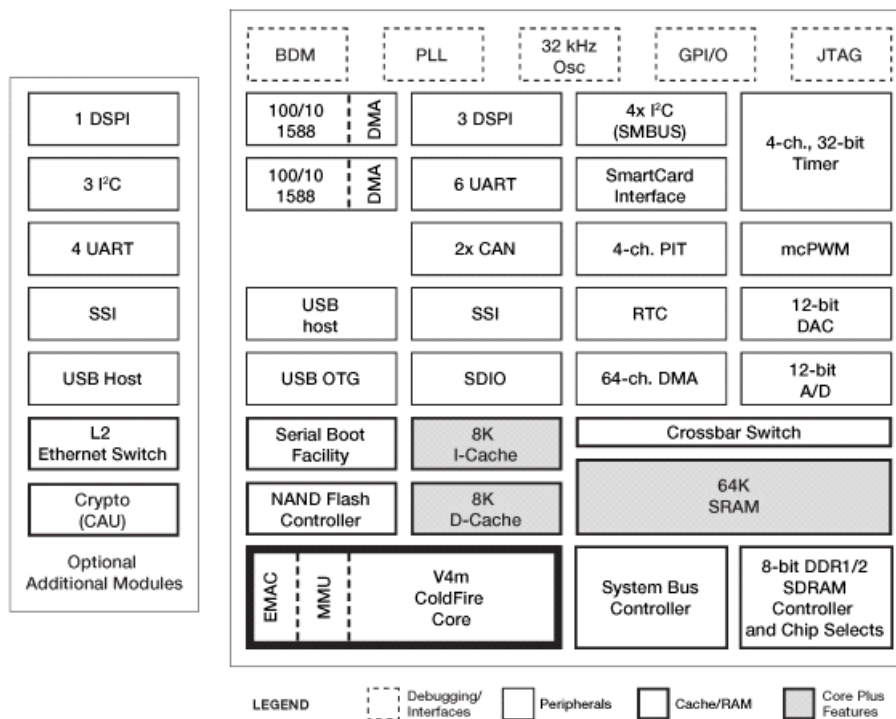 BDM
PLL
32 kHz
Osc
GPI/O
JTAG
1 DSPI
3 I²C
4 UART
SSI
USB Host
L2
Ethernet Switch
Crypto
(CAU)
Optional
Additional Modules
100/10
1588
DMA
3 DSPI
4x I²C
(SMBUS)
4-ch., 32-bit
Timer
100/10
1588
DMA
6 UART
SmartCard
Interface
2x CAN
4-ch. PIT
mcPWM
USB
host
SSI
RTC
12-bit
DAC
USB OTG
SDIO
64-ch. DMA
12-bit
A/D
Serial Boot
Facility
8K
I-Cache
Crossbar Switch
NAND Flash
Controller
8K
D-Cache
64K
SRAM
EMAC
MMU
V4m
ColdFire
Core
System Bus
Controller
8-bit DDR1/2
SDRAM
Controller
and Chip Selects
LEGEND
Debugging/
Interfaces
Peripherals
Cache/RAM
Core Plus
Features